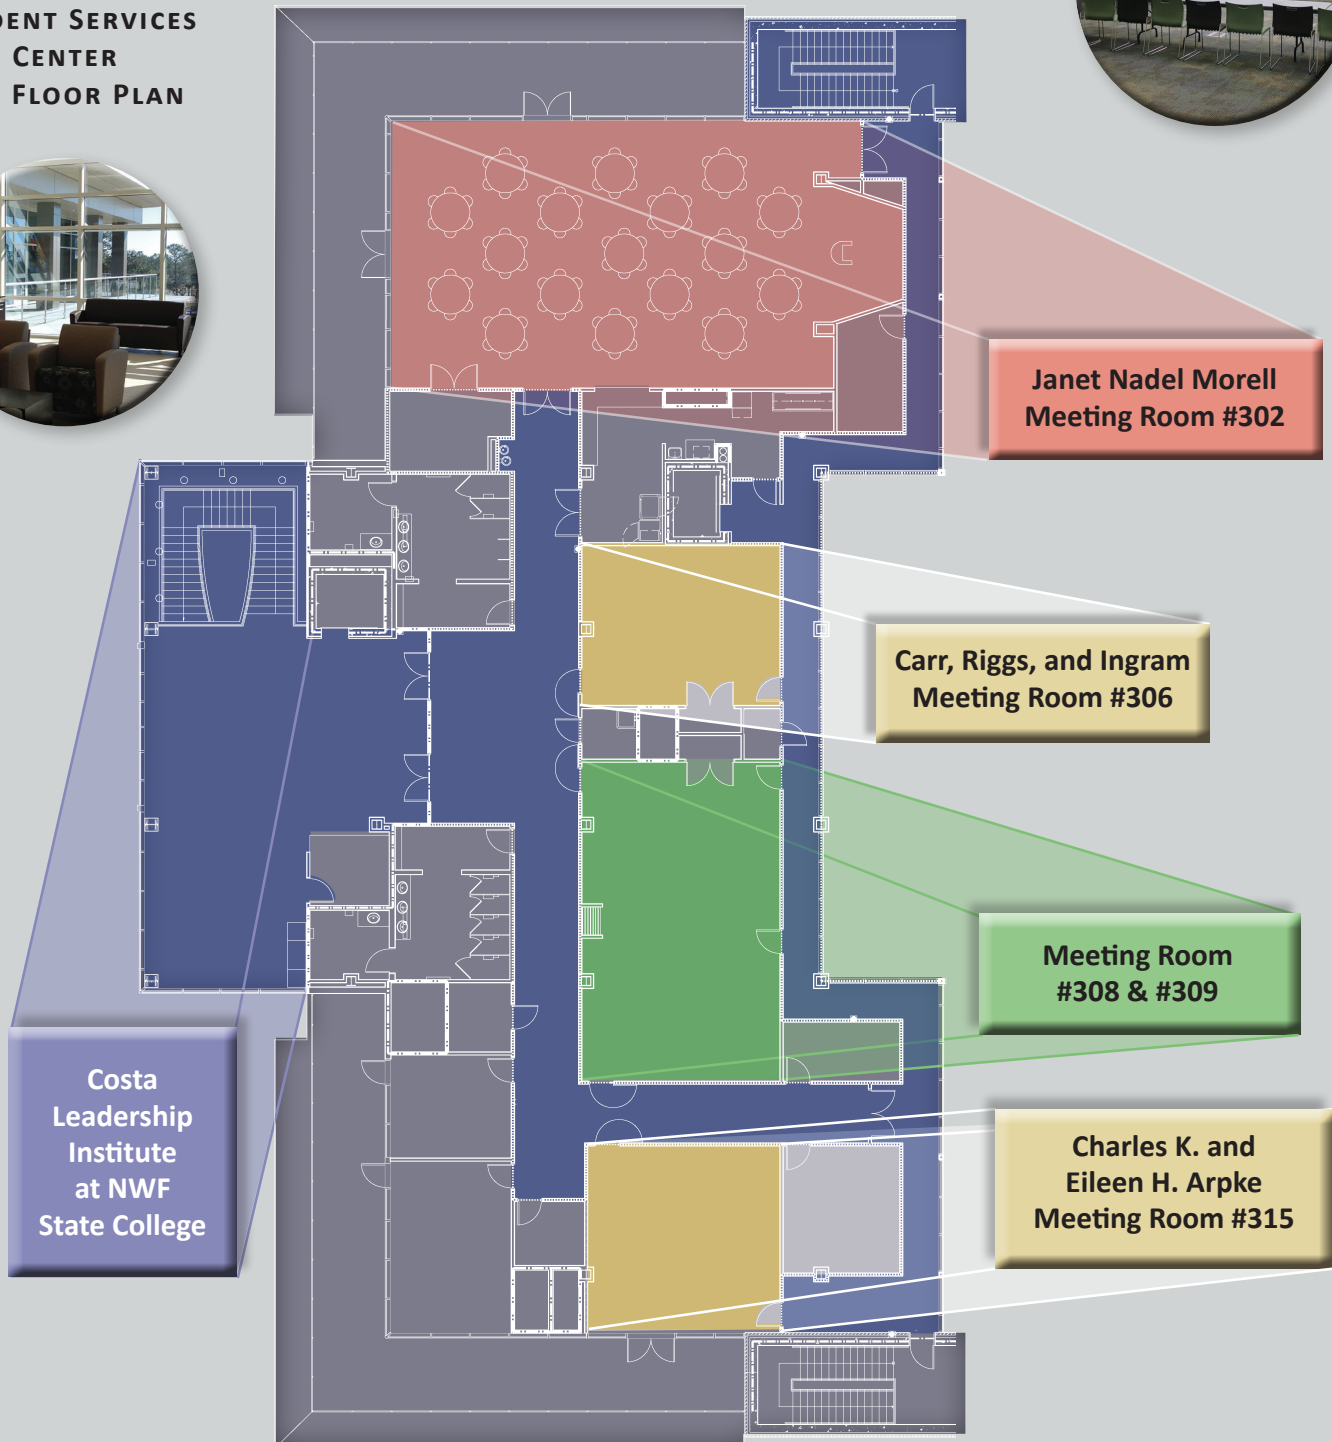 SERVICES
CENTER
FLOOR PLAN
Janet Nadel Morell
Meeting Room #302
Carr, Riggs, and Ingram
Meeting Room #306
Meeting Room
#308 & #309
Costa
Leadership
Institute
at NWF
State College
Charles K. and
Eileen H. Arpke
Meeting Room #315